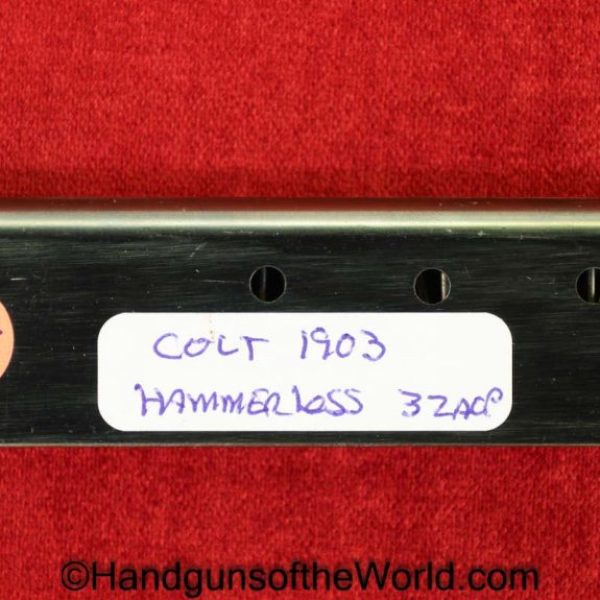 COLT 1903
HAMMERLESS 32ACP
©HandgunsoftheWorld.com